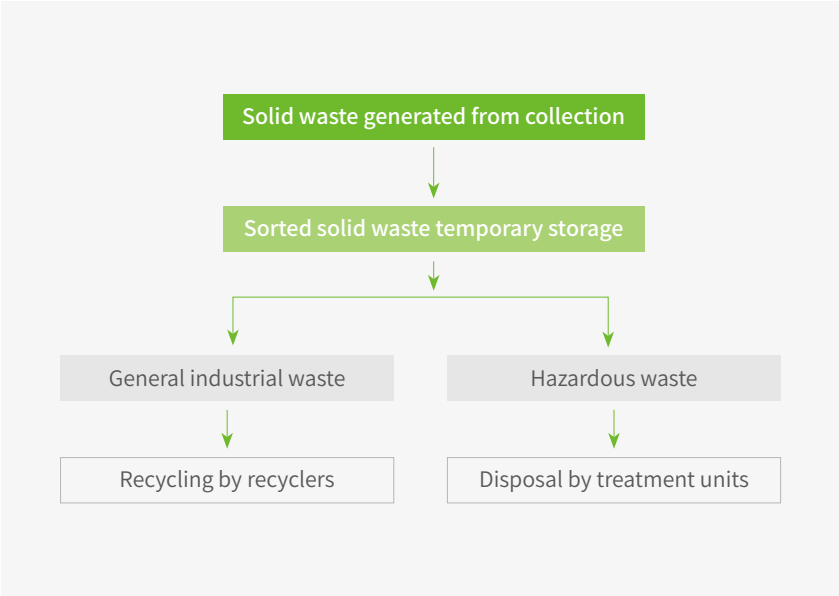 Solid waste generated from collection
Sorted solid waste temporary storage
General industrial waste
Hazardous waste
Recycling by recyclers
Disposal by treatment units